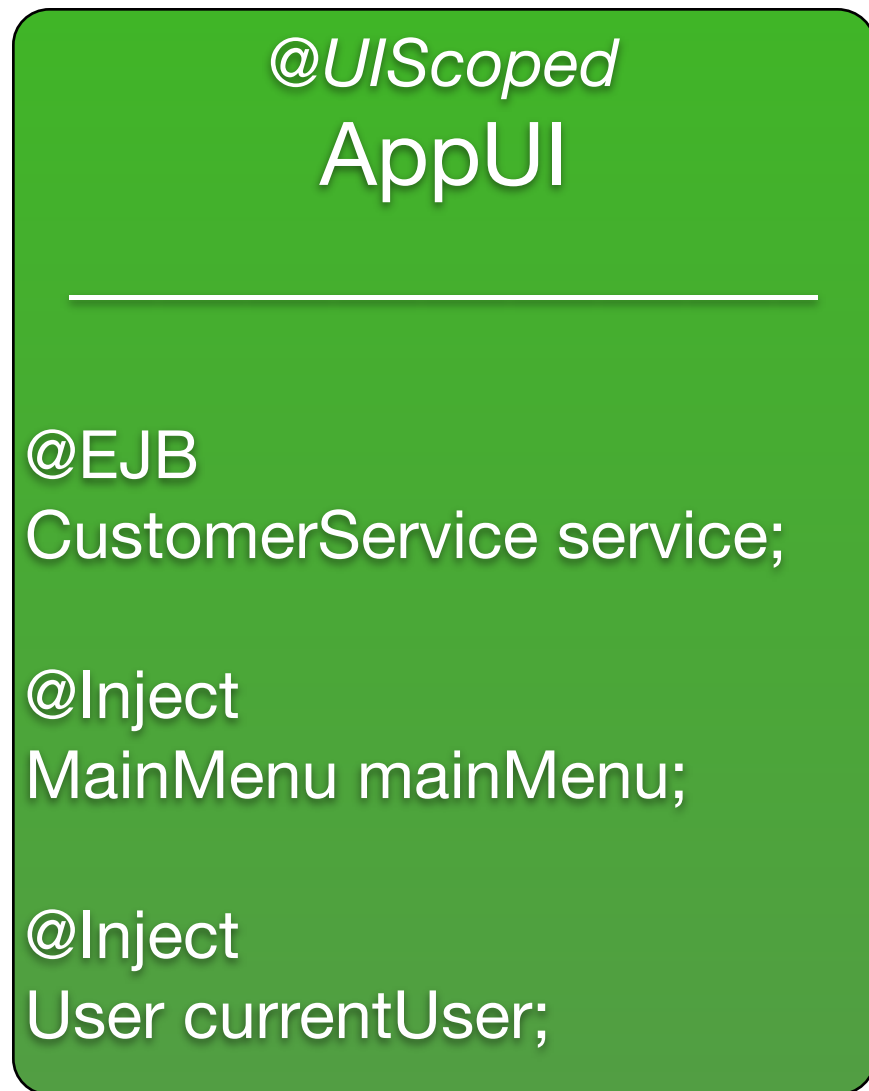 @UIScoped
AppUI
@EJB
CustomerService service;
@Inject
MainMenu mainMenu;
@Inject
User currentUser;